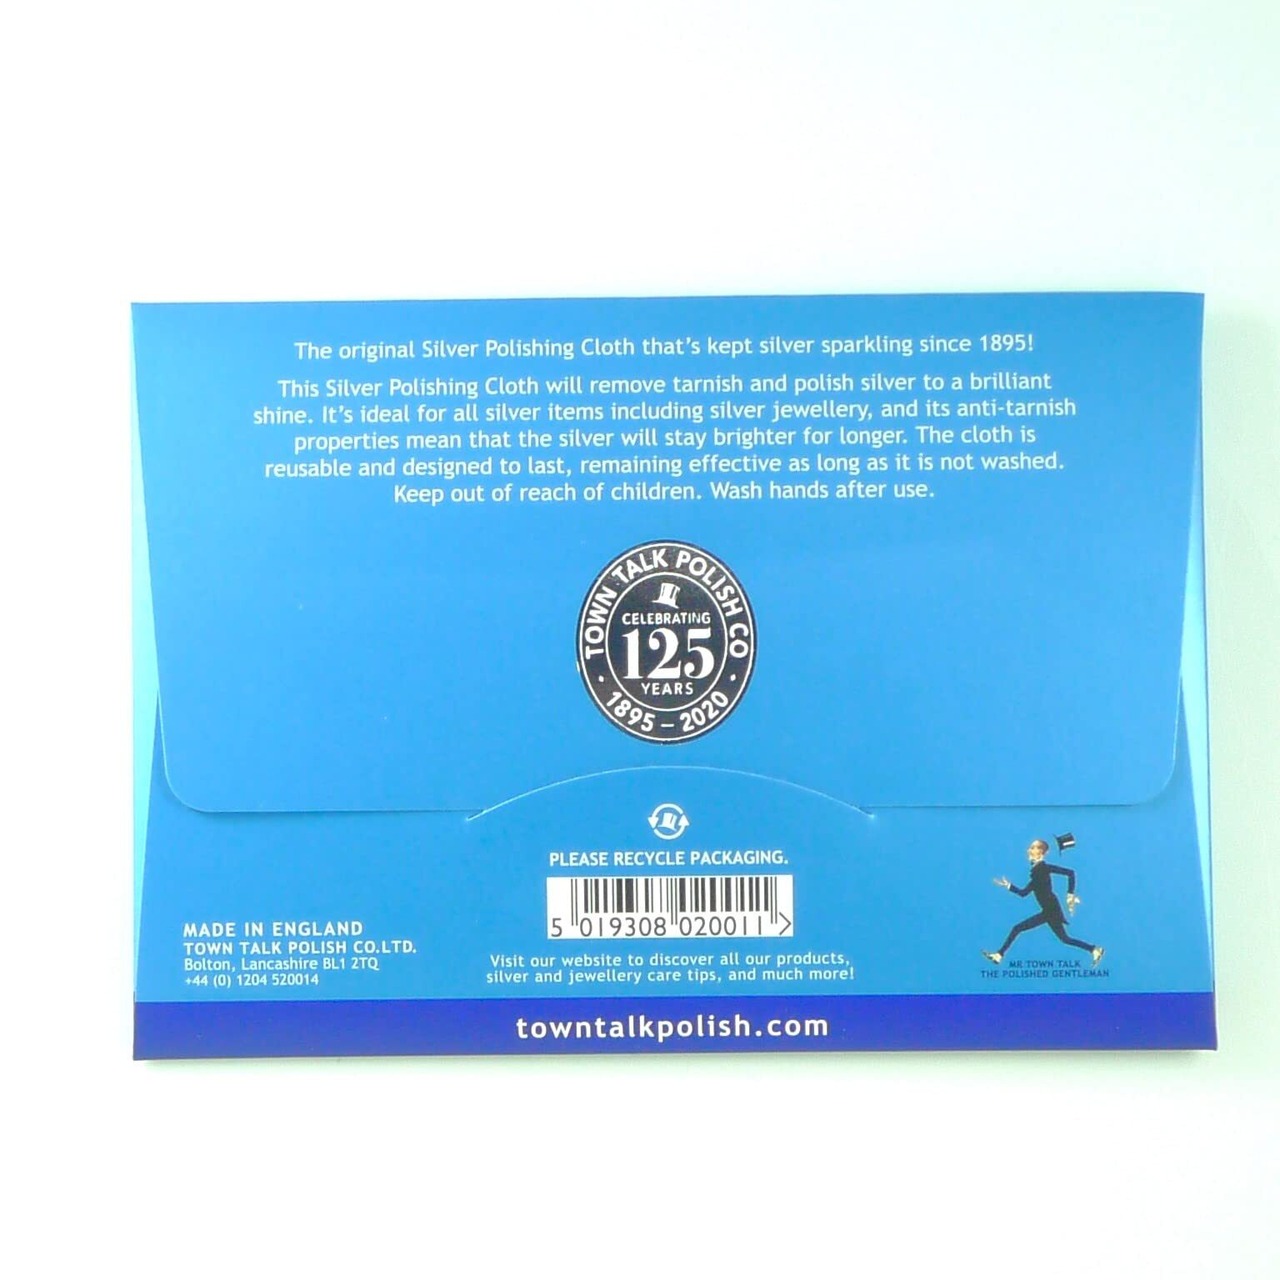 The original Silver Polishing Cloth that's kept silver sparkling since 1895!
This Silver Polishing Cloth will remove tarnish and polish silver to a brilliant
shine. It's ideal for all silver items including silver jewellery, and its anti-tarnish
properties mean that the silver will stay brighter for longer. The cloth is
reusable and designed to last, remaining effective as long as it is not washed.
Keep out of reach of children. Wash hands after use.
TOWN TALK POLISH CO
CELEBRATING
125
YEARS
· 1895 – 2020 ·
PLEASE RECYCLE PACKAGING.
5 019308 020011 >
MADE IN ENGLAND
TOWN TALK POLISH CO.LTD.
Bolton, Lancashire BL1 2TQ
+44 (0) 1204 520014
Visit our website to discover all our products,
silver and jewellery care tips, and much more!
MR TOWN TALK
THE POLISHED GENTLEMAN
towntalkpolish.com